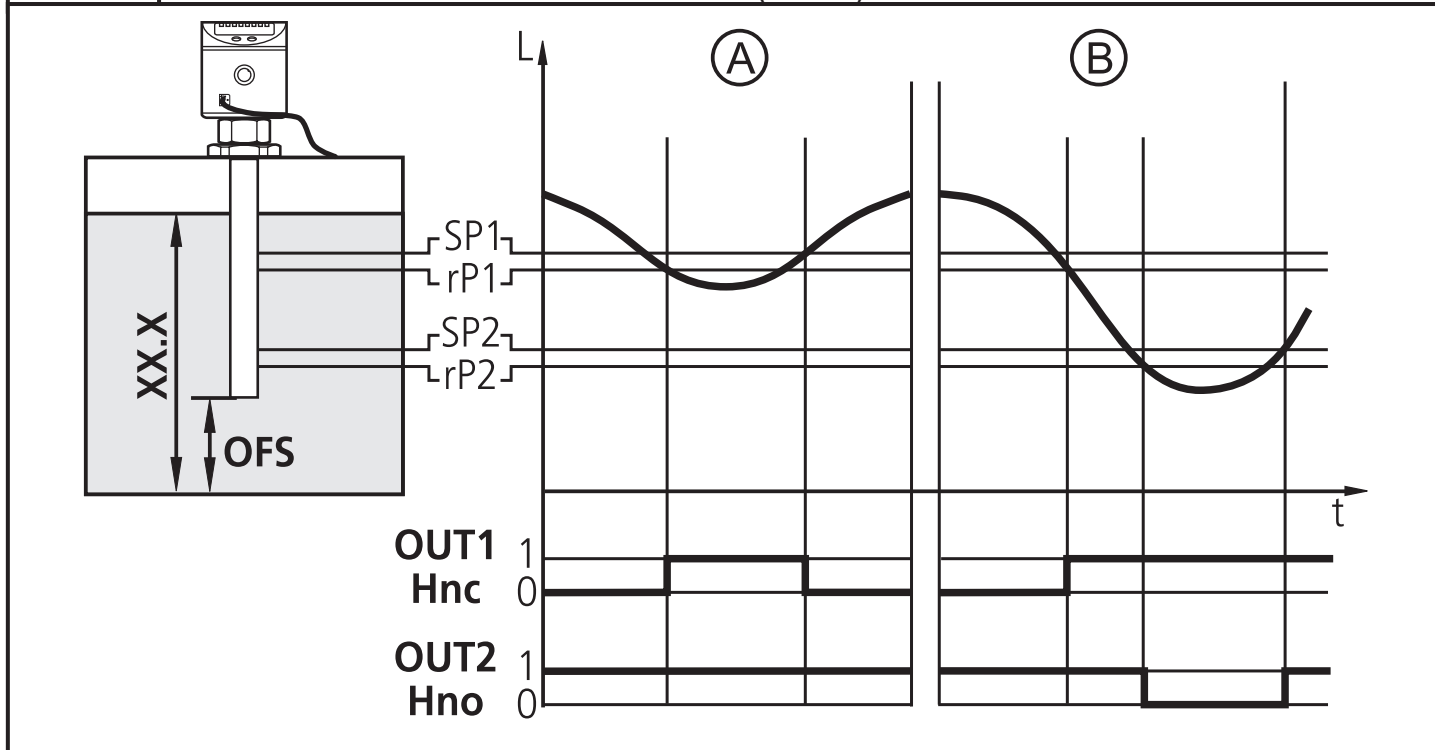 L
A
B
SP1
rP1
SP2
rP2
XX.X
OFS
t
OUT1 1
Hnc 0
OUT2 1
Hno 0